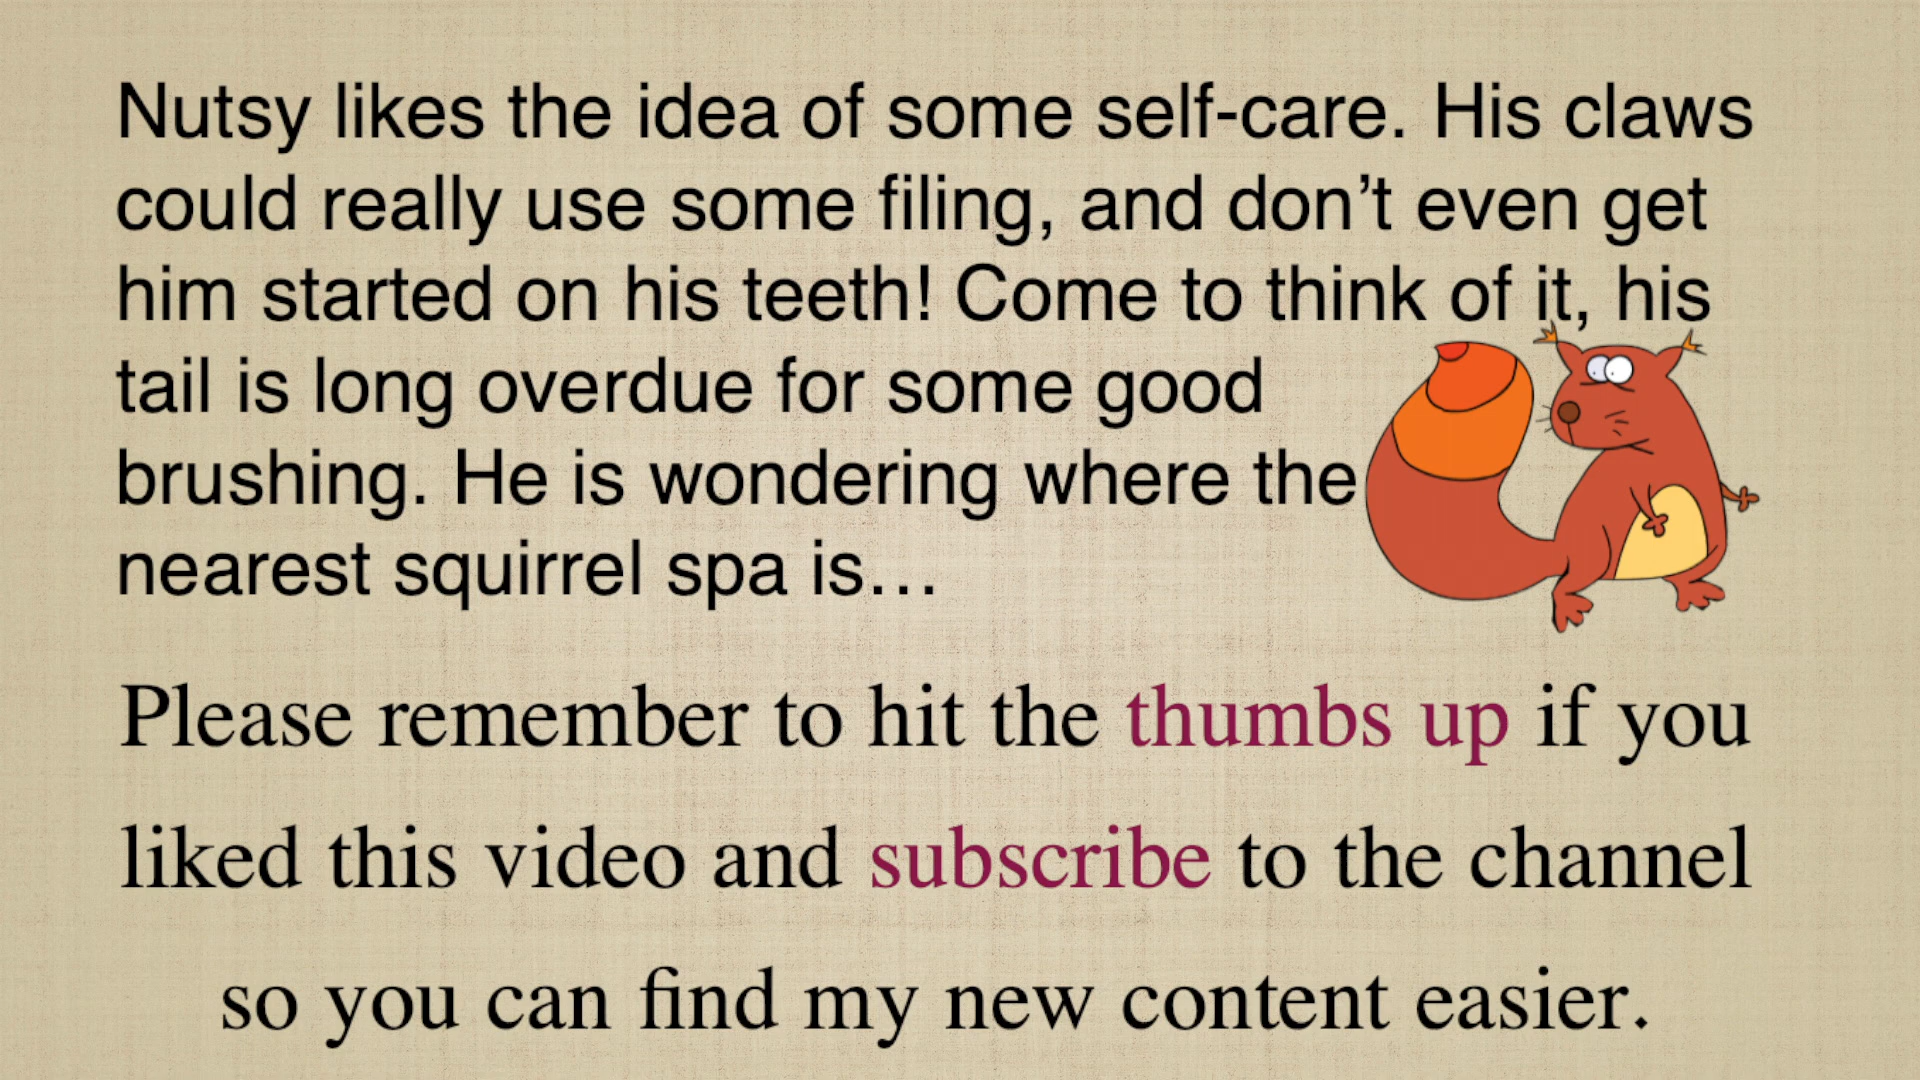 Nutsy likes the idea of some self-care. His claws
could really use some filing, and don’t even get
him started on his teeth! Come to think of it, his
tail is long overdue for some good
brushing. He is wondering where the
nearest squirrel spa is…
Please remember to hit the thumbs up if you
liked this video and subscribe to the channel
so you can find my new content easier.